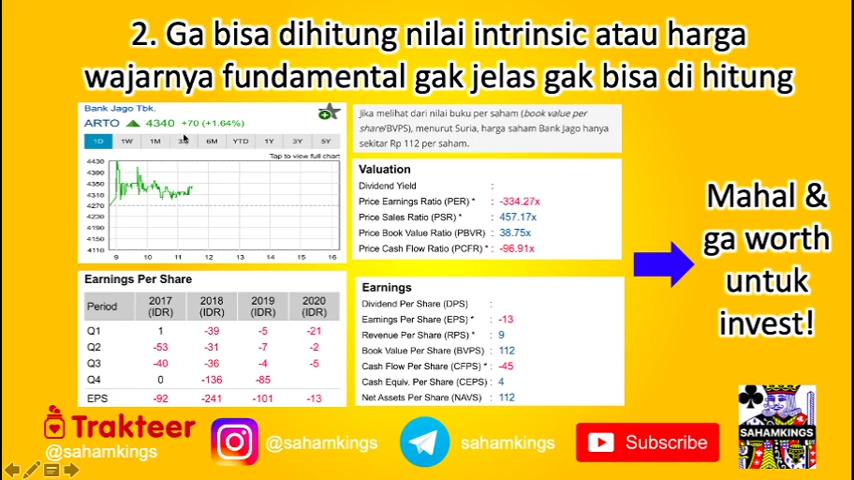 2. Ga bisa dihitung nilai intrinsic atau harga
wajarnya fundamental gak jelas gak bisa di hitung
Bank Jago Tbk.
ARTO 4340 +70 (+1.64%)
1D 1W 1M 3M 6M YTD 1Y 3Y 5Y
Tap to view full chart
4430
4390
4350
4310
4270
4230
4190
4150
4110
9 10 11 12 13 14 15 16
Jika melihat dari nilai buku per saham (book value per
share/BVPS), menurut Suria, harga saham Bank Jago hanya
sekitar Rp 112 per saham.
Valuation
Dividend Yield :
Price Earnings Ratio (PER) * : -334.27x
Price Sales Ratio (PSR) * : 457.17x
Price Book Value Ratio (PBVR) : 38.75x
Price Cash Flow Ratio (PCFR) * : -96.91x
Mahal &
ga worth
untuk
invest!
Earnings Per Share
Period 2017 (IDR) 2018 (IDR) 2019 (IDR) 2020 (IDR)
Q1 1 -39 -5 -21
Q2 -53 -31 -7 -2
Q3 -40 -36 -4 -5
Q4 0 -136 -85
EPS -92 -241 -101 -13
Earnings
Dividend Per Share (DPS) :
Earnings Per Share (EPS) * : -13
Revenue Per Share (RPS) * : 9
Book Value Per Share (BVPS) : 112
Cash Flow Per Share (CFPS) * : -45
Cash Equiv. Per Share (CEPS) : 4
Net Assets Per Share (NAVS) : 112
Trakteer
@sahamkings
@sahamkings
sahamkings
Subscribe
SAHAMKINGS